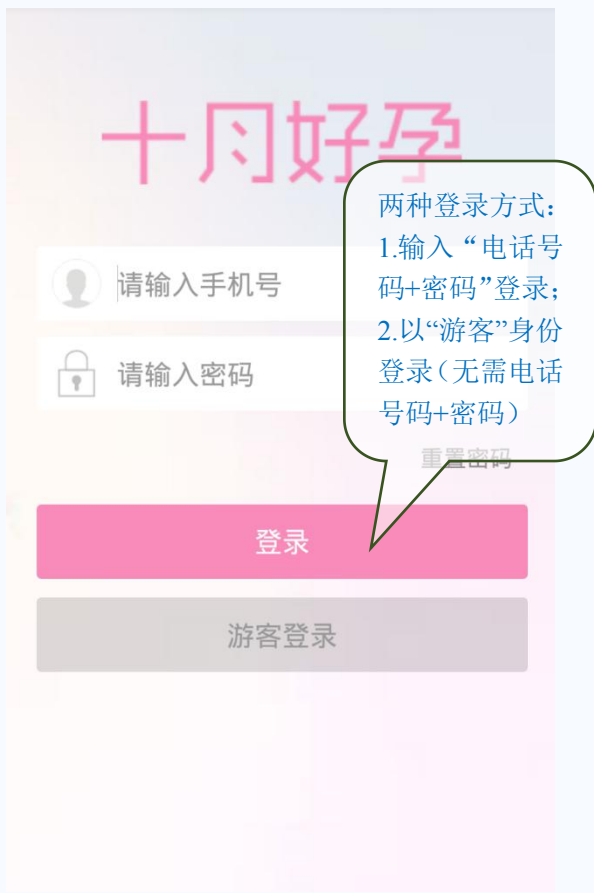 十月好孕
两种登录方式：
1.输入“电话号
码+密码”登录；
2.以“游客”身份
登录（无需电话
号码+密码）
请输入手机号
请输入密码
重置密码
登录
游客登录